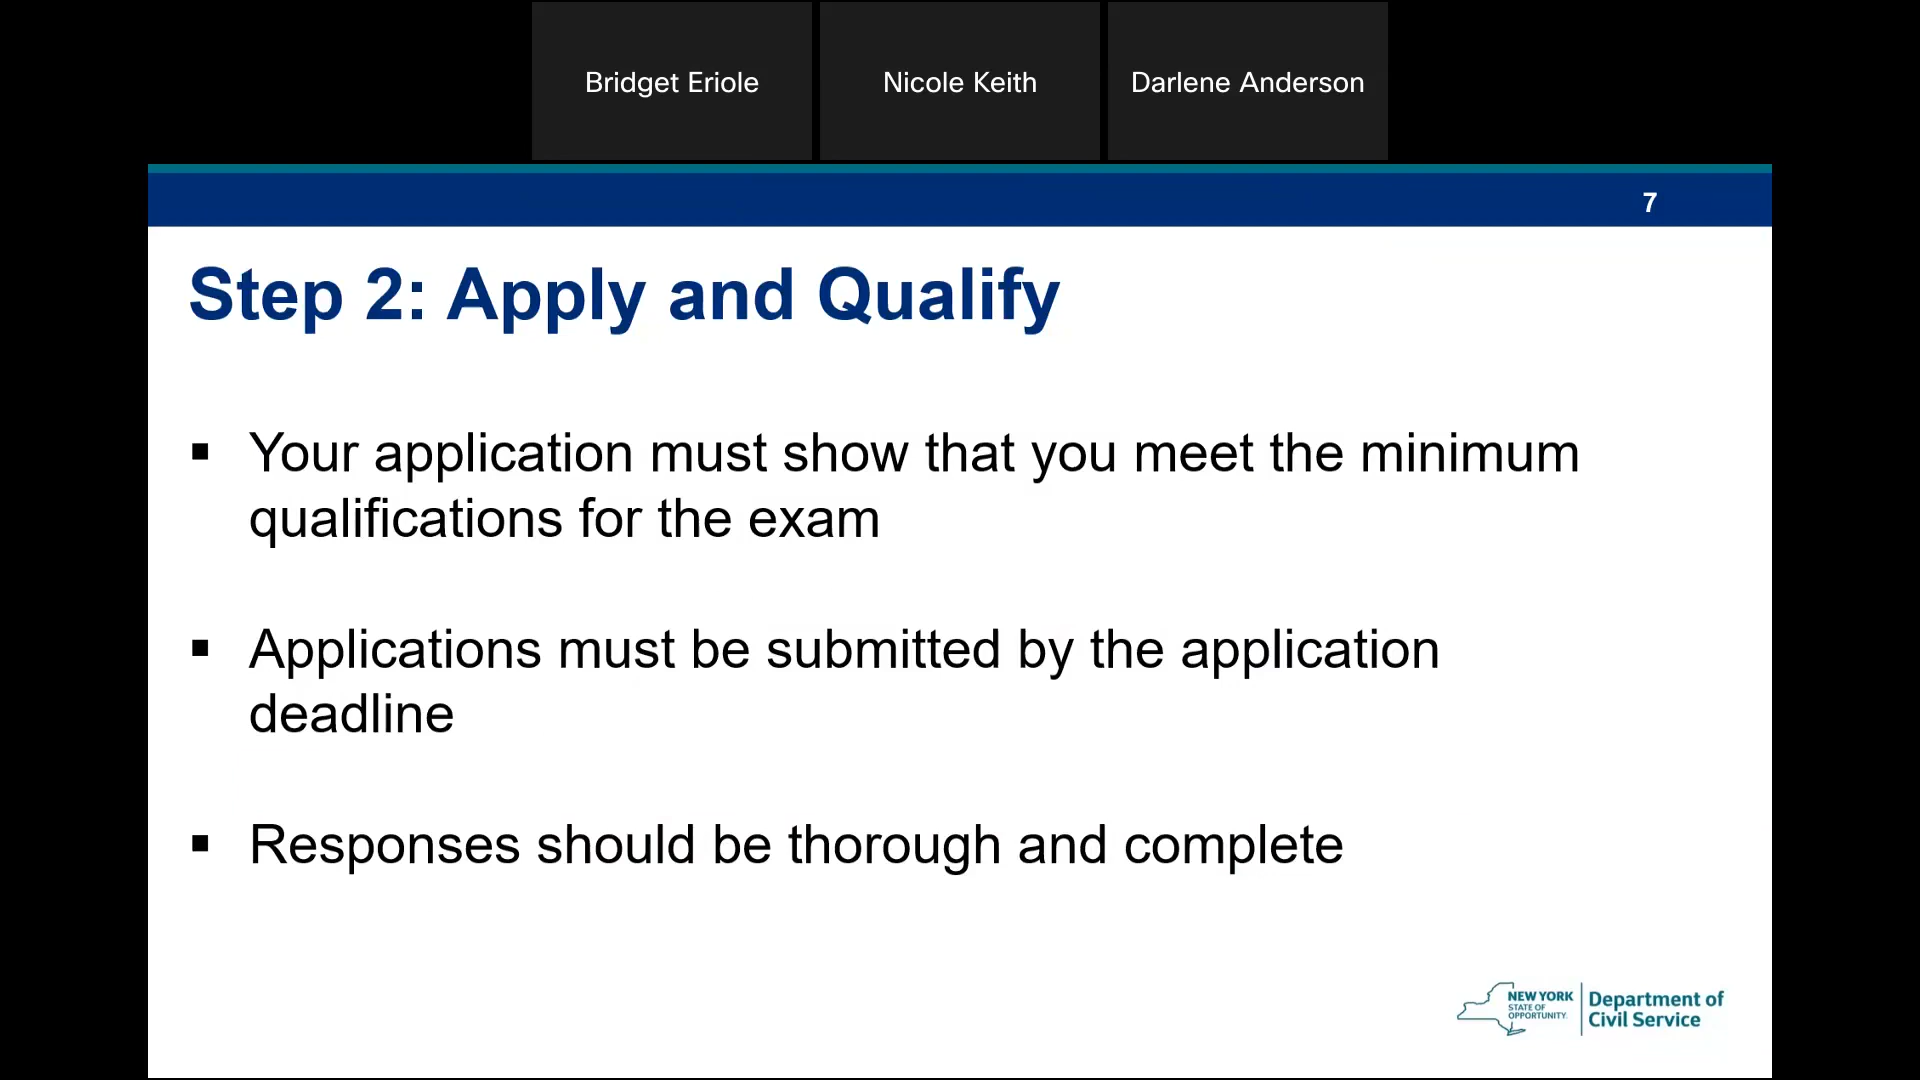 Bridget Eriole
Nicole Keith
Darlene Anderson
7
Step 2: Apply and Qualify
▪ Your application must show that you meet the minimum
qualifications for the exam
▪ Applications must be submitted by the application
deadline
▪ Responses should be thorough and complete
NEW YORK
STATE OF
OPPORTUNITY.
Department of
Civil Service